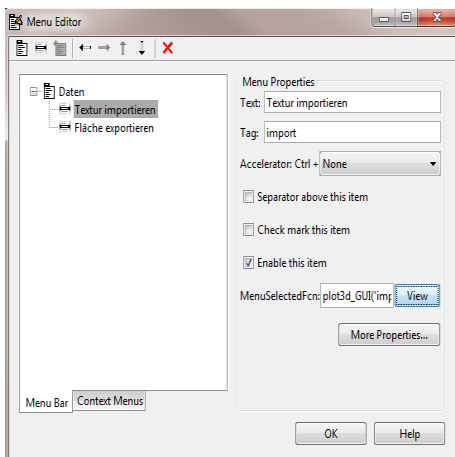 Menu Editor
Daten
Textur importieren
Fläche exportieren
Menu Properties
Text: Textur importieren
Tag: import
Accelerator: Ctrl + None
Separator above this item
Check mark this item
Enable this item
MenuSelectedFcn: plot3d_GUI('imp View
More Properties...
Menu Bar Context Menus
OK Help